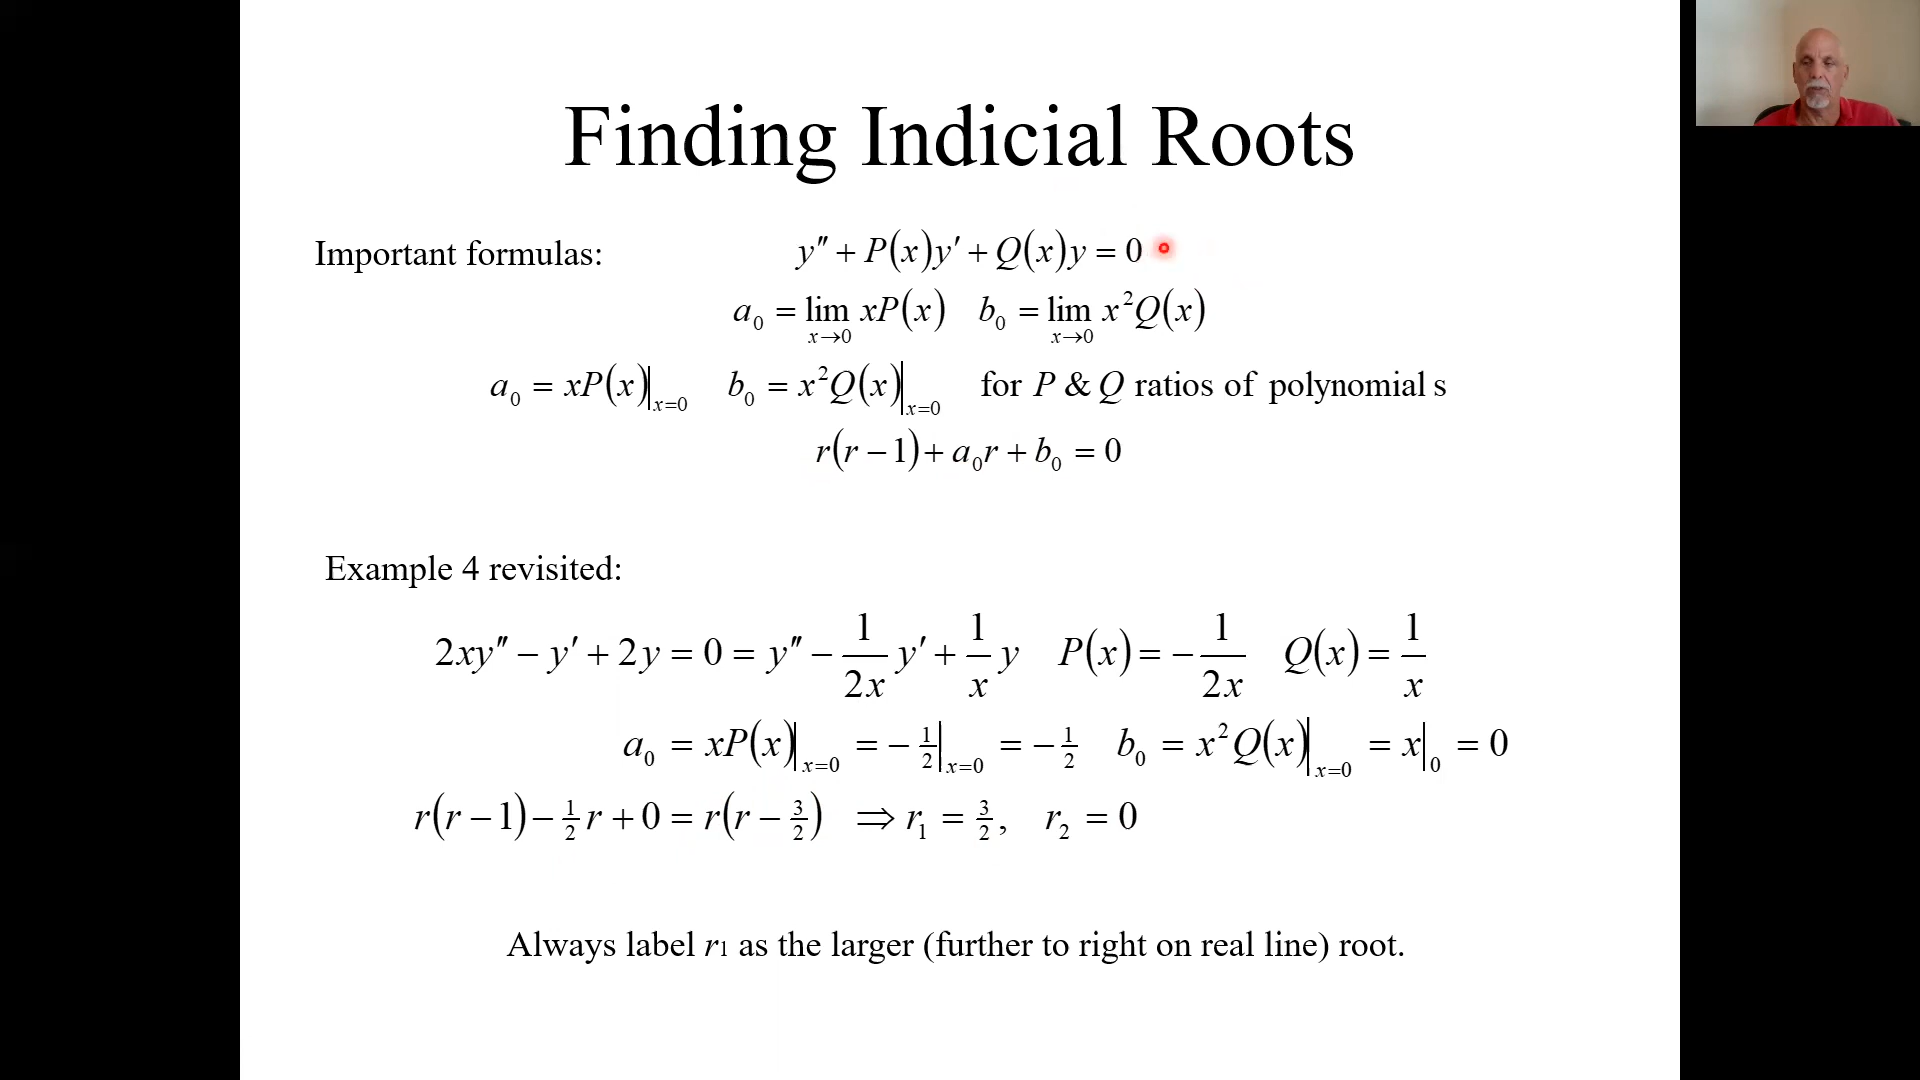 Finding Indicial Roots
Important formulas: y″ + P(x)y′ + Q(x)y = 0
a₀ = lim x→0 xP(x) b₀ = lim x→0 x²Q(x)
a₀ = xP(x)|x=0 b₀ = x²Q(x)|x=0 for P & Q ratios of polynomial s
r(r − 1) + a₀r + b₀ = 0
Example 4 revisited:
2xy″ − y′ + 2y = 0 = y″ − 1/2x y′ + 1/x y P(x) = − 1/2x Q(x) = 1/x
a₀ = xP(x)|x=0 = − 1/2|x=0 = − 1/2 b₀ = x²Q(x)|x=0 = x|0 = 0
r(r − 1) − 1/2 r + 0 = r(r − 3/2) ⇒ r₁ = 3/2, r₂ = 0
Always label r₁ as the larger (further to right on real line) root.